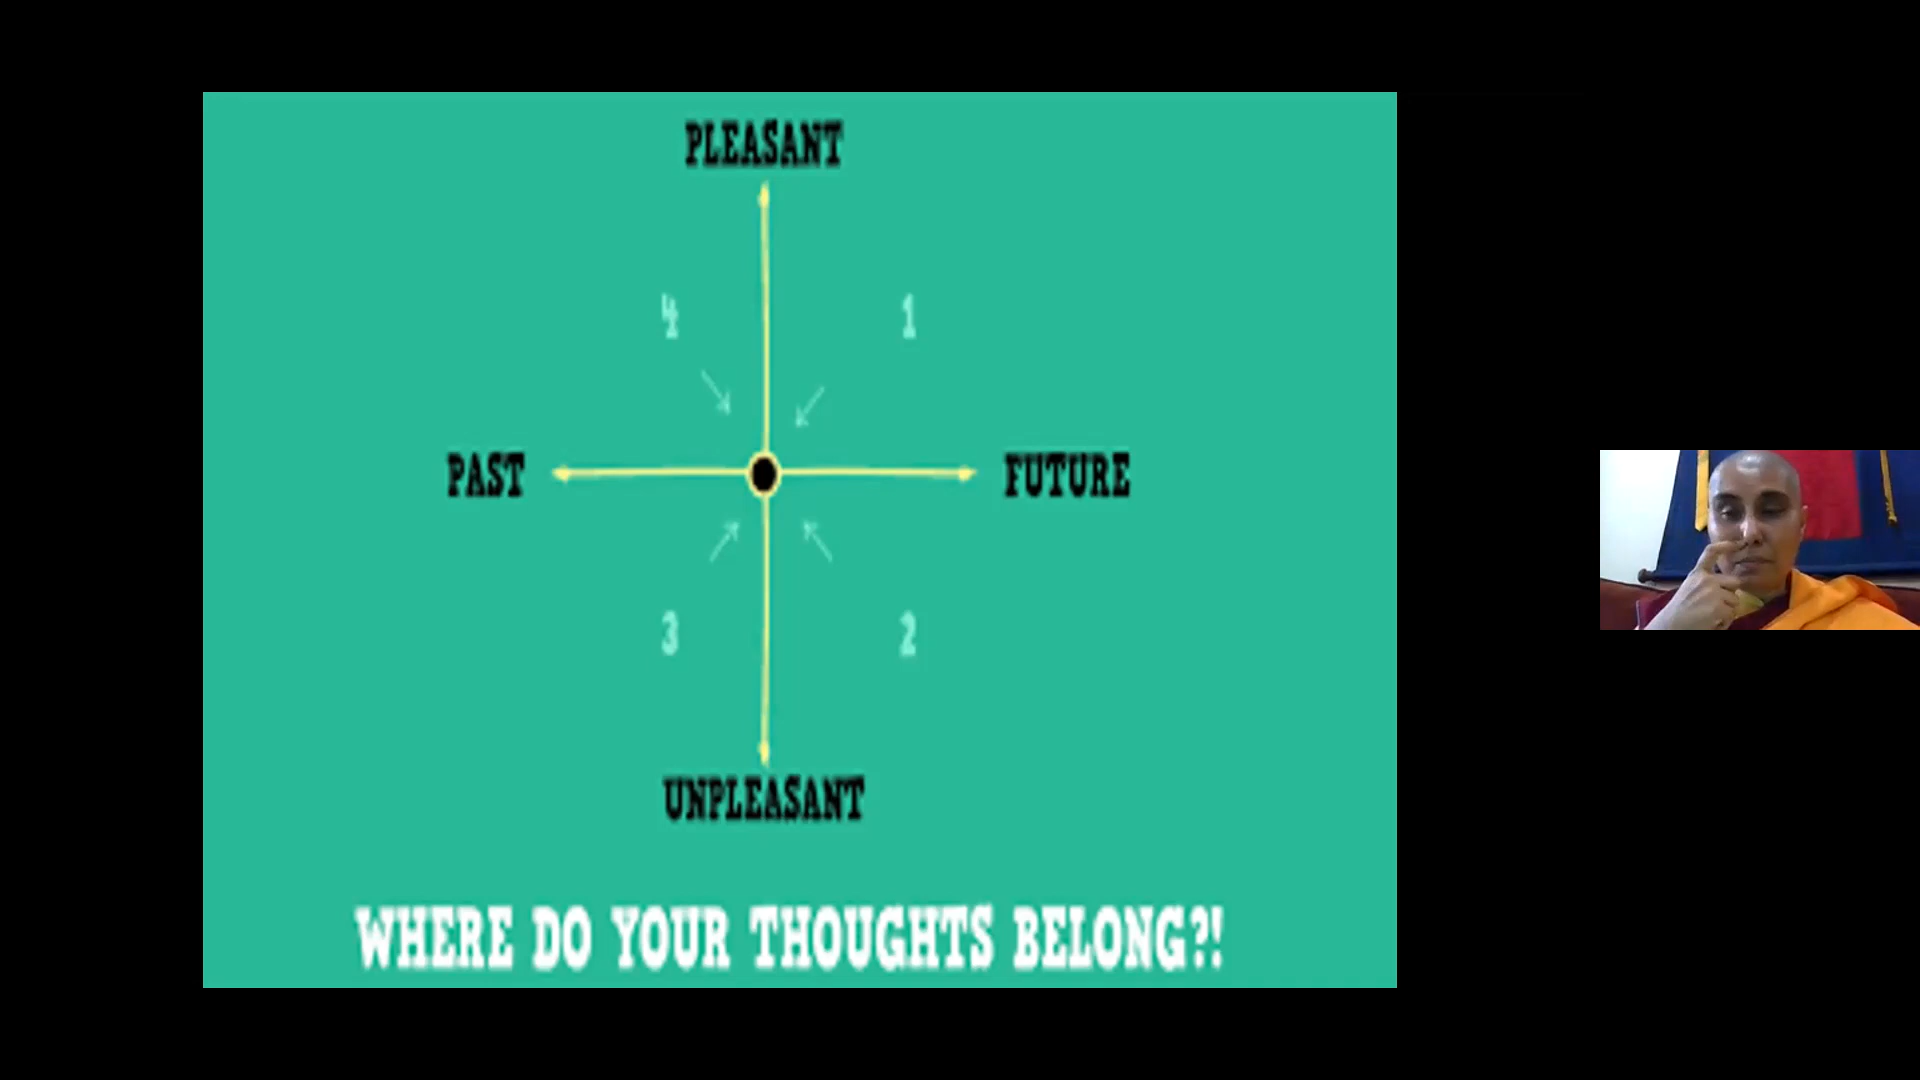 PLEASANT
4 1
PAST FUTURE
3 2
UNPLEASANT
WHERE DO YOUR THOUGHTS BELONG?!